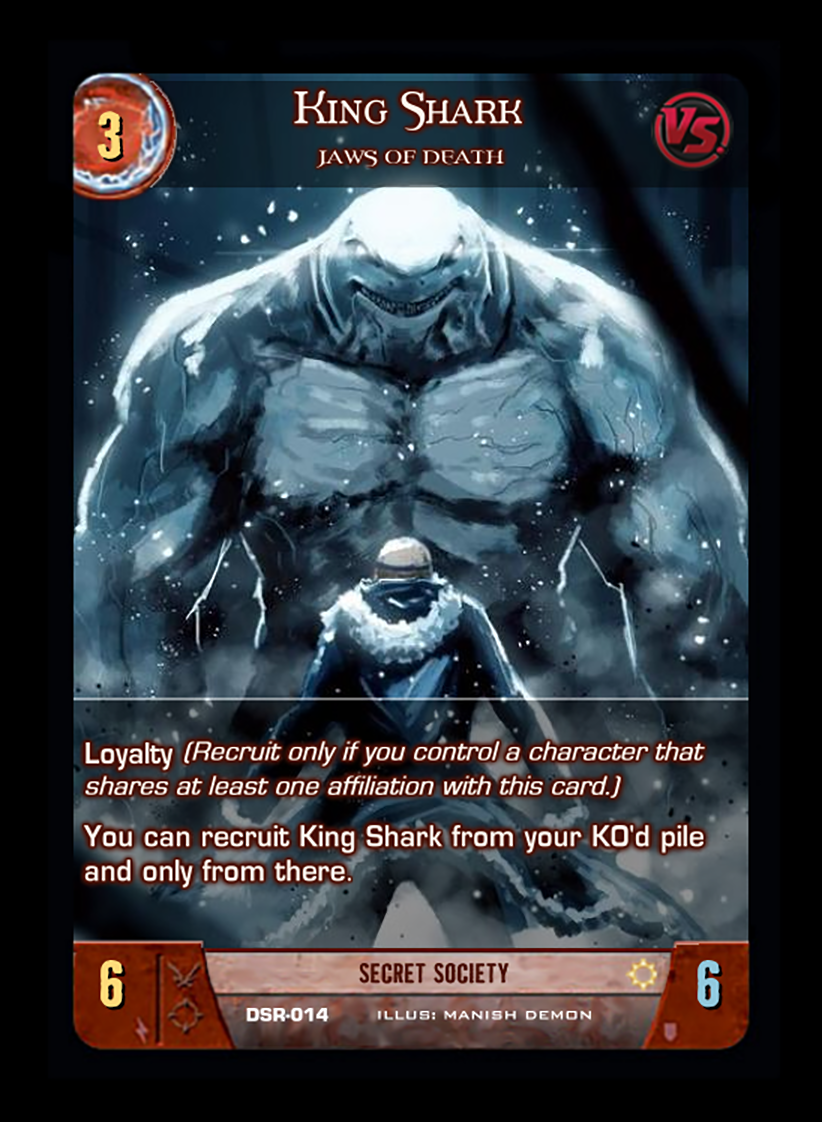 3
King Shark
VS.
JAWS OF DEATH
Loyalty (Recruit only if you control a character that
shares at least one affiliation with this card.)
You can recruit King Shark from your KO'd pile
and only from there.
6
SECRET SOCIETY
6
DSR-014 ILLUS: MANISH DEMON